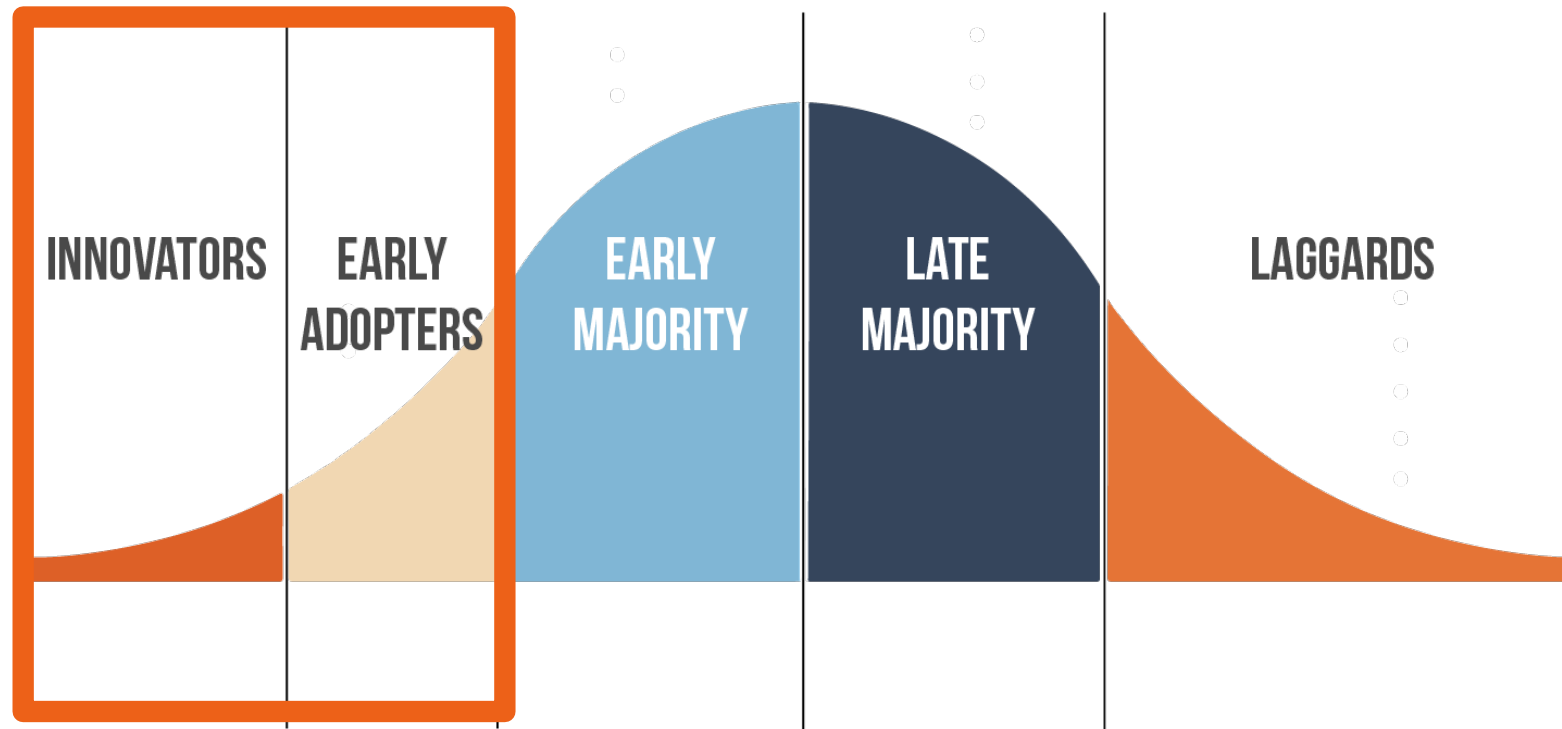 INNOVATORS
EARLY
ADOPTERS
EARLY
MAJORITY
LATE
MAJORITY
LAGGARDS